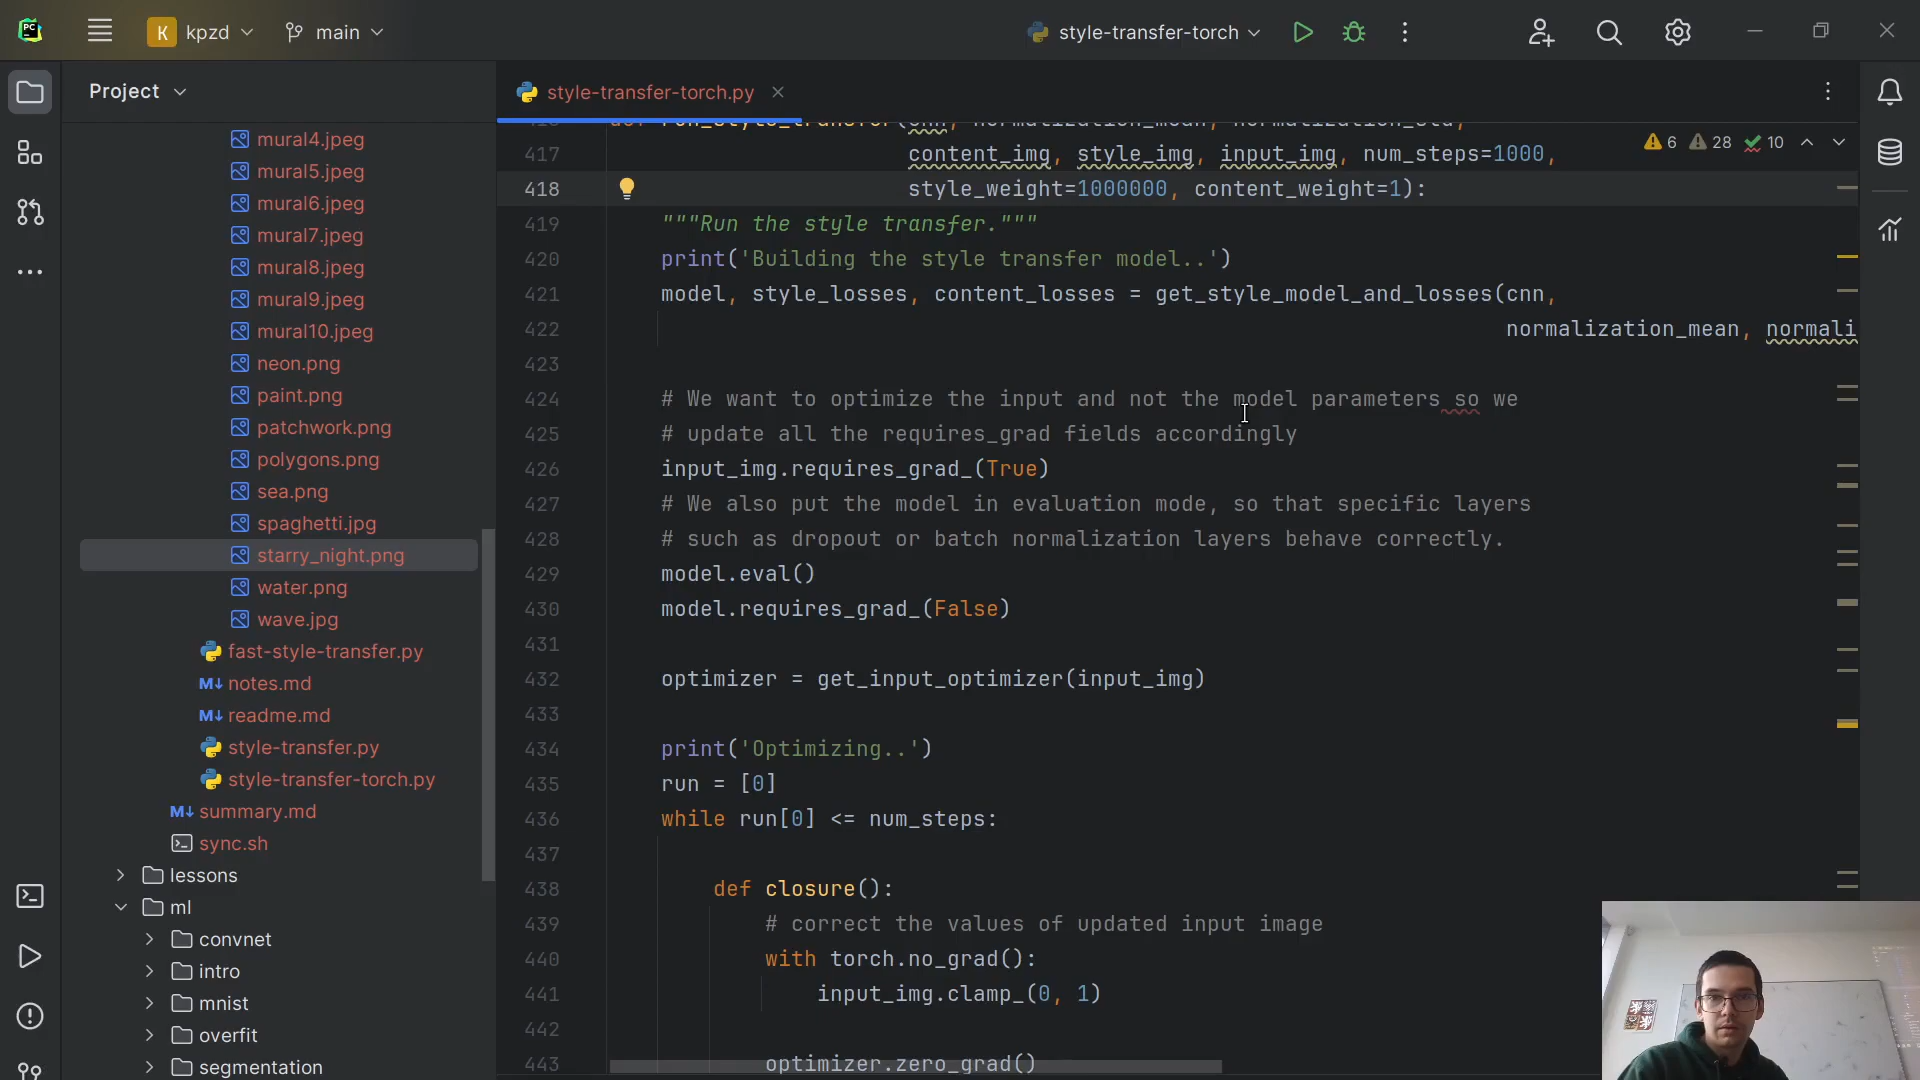 PC
K kpzd
main
style-transfer-torch
Project
style-transfer-torch.py
mural4.jpeg
mural5.jpeg
mural6.jpeg
mural7.jpeg
mural8.jpeg
mural9.jpeg
mural10.jpeg
neon.png
paint.png
patchwork.png
polygons.png
sea.png
spaghetti.jpg
starry_night.png
water.png
wave.jpg
fast-style-transfer.py
M↓ notes.md
M↓ readme.md
style-transfer.py
style-transfer-torch.py
M↓ summary.md
sync.sh
lessons
ml
convnet
intro
mnist
overfit
segmentation
6 28 10
417 content_img, style_img, input_img, num_steps=1000,
418 style_weight=1000000, content_weight=1):
419 """Run the style transfer."""
420 print('Building the style transfer model..')
421 model, style_losses, content_losses = get_style_model_and_losses(cnn,
422 normalization_mean, normali
423
424 # We want to optimize the input and not the model parameters so we
425 # update all the requires_grad fields accordingly
426 input_img.requires_grad_(True)
427 # We also put the model in evaluation mode, so that specific layers
428 # such as dropout or batch normalization layers behave correctly.
429 model.eval()
430 model.requires_grad_(False)
431
432 optimizer = get_input_optimizer(input_img)
433
434 print('Optimizing..')
435 run = [0]
436 while run[0] <= num_steps:
437
438 def closure():
439 # correct the values of updated input image
440 with torch.no_grad():
441 input_img.clamp_(0, 1)
442
443 optimizer.zero_grad()